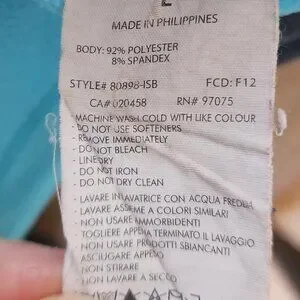 L
MADE IN PHILIPPINES
BODY: 92% POLYESTER
8% SPANDEX
STYLE# 80898-ISB FCD: F12
CA# 020458 RN# 97075
MACHINE WASH COLD WITH LIKE COLOUR
- DO NOT USE SOFTENERS
- REMOVE IMMEDIATELY
- DO NOT BLEACH
- LINE DRY
- DO NOT IRON
- DO NOT DRY CLEAN
- LAVARE IN LAVATRICE CON ACQUA FREDDA
- LAVARE ASSIEME A COLORI SIMILARI
- NON USARE AMMORBIDENTI
- TOGLIERE APPENA TERMINATO IL LAVAGGIO
- NON USARE PRODOTTI SBIANCANTI
ASCIUGARE APPESO
NON STIRARE
NON LAVARE A SECCO